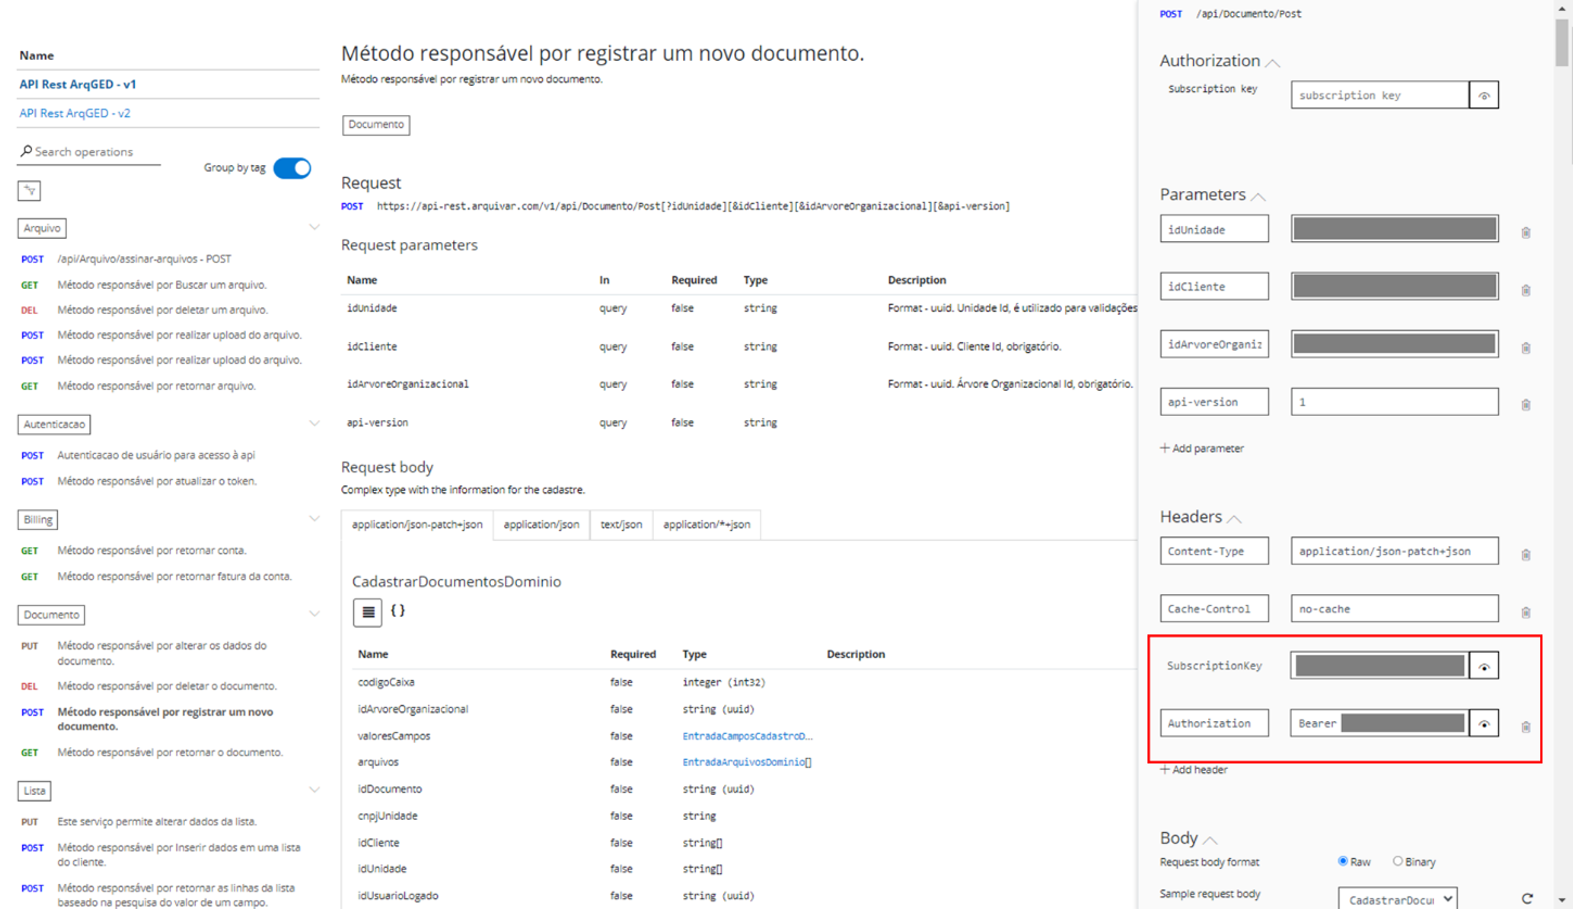 Name
API Rest ArqGED - v1
API Rest ArqGED - v2
Search operations
Group by tag
Arquivo
POST /api/Arquivo/assinar-arquivos - POST
GET Método responsável por Buscar um arquivo.
DEL Método responsável por deletar um arquivo.
POST Método responsável por realizar upload do arquivo.
POST Método responsável por realizar upload do arquivo.
GET Método responsável por retornar arquivo.
Autenticacao
POST Autenticacao de usuário para acesso à api
POST Método responsável por atualizar o token.
Billing
GET Método responsável por retornar conta.
GET Método responsável por retornar fatura da conta.
Documento
PUT Método responsável por alterar os dados do
documento.
DEL Método responsável por deletar o documento.
POST Método responsável por registrar um novo
documento.
GET Método responsável por retornar o documento.
Lista
PUT Este serviço permite alterar dados da lista.
POST Método responsável por Inserir dados em uma lista
do cliente.
POST Método responsável por retornar as linhas da lista
baseado na pesquisa do valor de um campo.
Método responsável por registrar um novo documento.
Método responsável por registrar um novo documento.
Documento
Request
POST https://api-rest.arquivar.com/v1/api/Documento/Post[?idUnidade][&idCliente][&idArvoreOrganizacional][&api-version]
Request parameters
Name In Required Type Description
idUnidade query false string Format - uuid. Unidade Id, é utilizado para validações
idCliente query false string Format - uuid. Cliente Id, obrigatório.
idArvoreOrganizacional query false string Format - uuid. Árvore Organizacional Id, obrigatório.
api-version query false string
Request body
Complex type with the information for the cadastre.
application/json-patch+json application/json text/json application/*+json
CadastrarDocumentosDominio
{ }
Name Required Type Description
codigoCaixa false integer (int32)
idArvoreOrganizacional false string (uuid)
valoresCampos false EntradaCamposCadastroD...
arquivos false EntradaArquivosDominio[]
idDocumento false string (uuid)
cnpjUnidade false string
idCliente false string[]
idUnidade false string[]
idUsuarioLogado false string (uuid)
POST /api/Documento/Post
Authorization
Subscription key subscription key
Parameters
idUnidade
idCliente
idArvoreOrganiz
api-version 1
+ Add parameter
Headers
Content-Type application/json-patch+json
Cache-Control no-cache
SubscriptionKey
Authorization Bearer
+ Add header
Body
Request body format Raw Binary
Sample request body CadastrarDocu